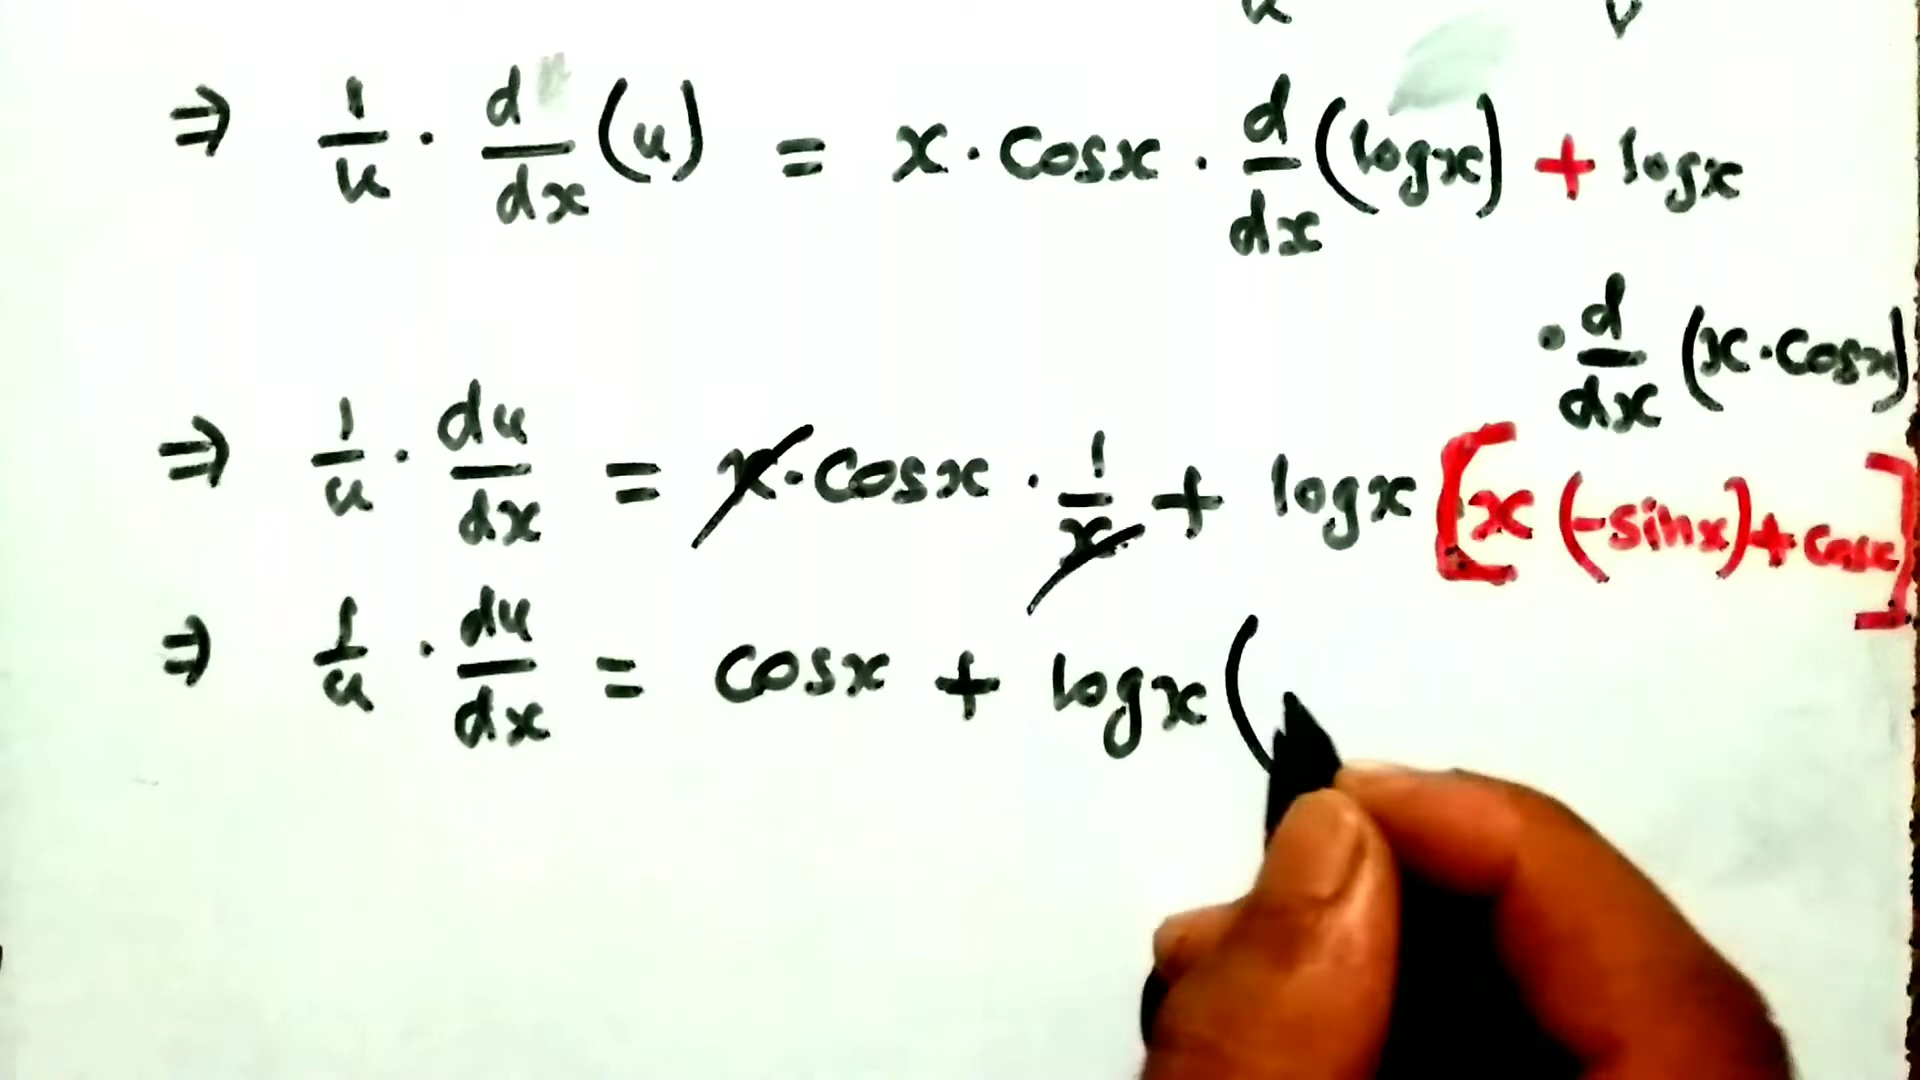 u v
⇒ 1/u · d/dx (u) = x · cosx · d/dx (logx) + logx
· d/dx (x · cosx)
⇒ 1/u · du/dx = x · cosx · 1/x + logx [x (-sinx) + cosx]
⇒ 1/u · du/dx = cosx + logx (